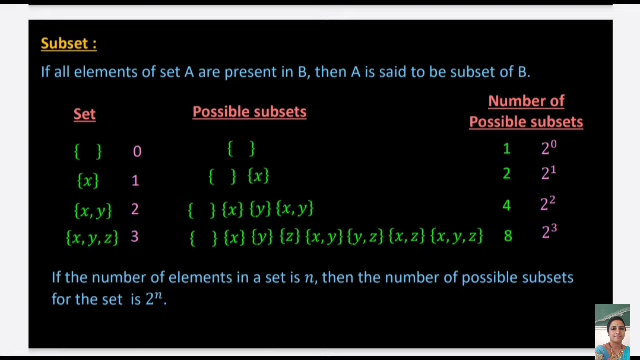 Subset :
If all elements of set A are present in B, then A is said to be subset of B.
Set Possible subsets Number of Possible subsets
{ } 0 { } 1 2⁰
{x} 1 { } {x} 2 2¹
{x, y} 2 { } {x} {y} {x, y} 4 2²
{x, y, z} 3 { } {x} {y} {z} {x, y} {y, z} {x, z} {x, y, z} 8 2³
If the number of elements in a set is n, then the number of possible subsets
for the set is 2ⁿ.